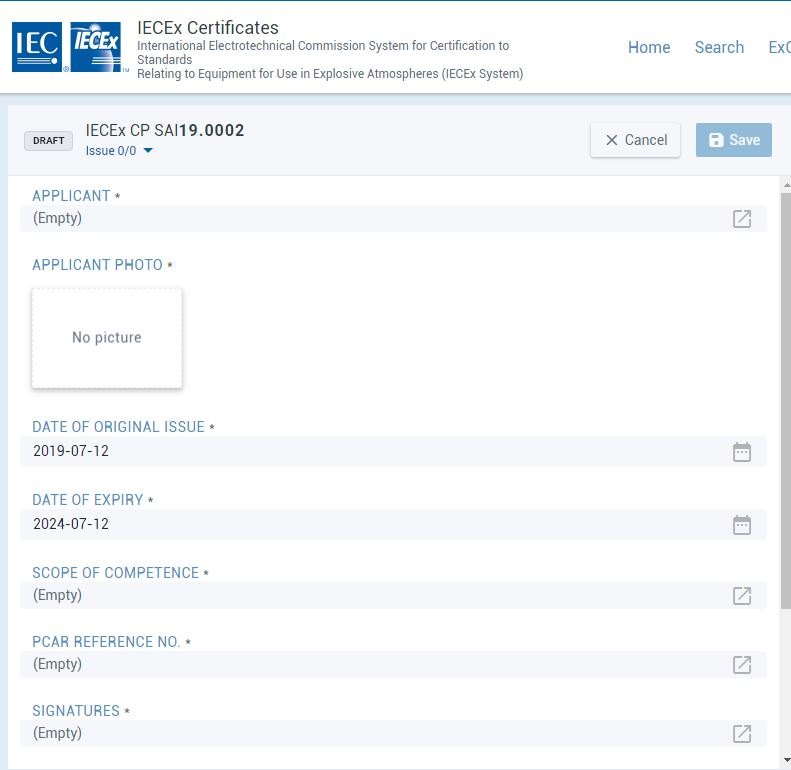 IEC
IECEx
®
TM
IECEx Certificates
International Electrotechnical Commission System for Certification to
Standards
Relating to Equipment for Use in Explosive Atmospheres (IECEx System)
Home
Search
ExC
DRAFT
IECEx CP SAI19.0002
Issue 0/0
Cancel
Save
APPLICANT *
(Empty)
APPLICANT PHOTO *
No picture
DATE OF ORIGINAL ISSUE *
2019-07-12
DATE OF EXPIRY *
2024-07-12
SCOPE OF COMPETENCE *
(Empty)
PCAR REFERENCE NO. *
(Empty)
SIGNATURES *
(Empty)